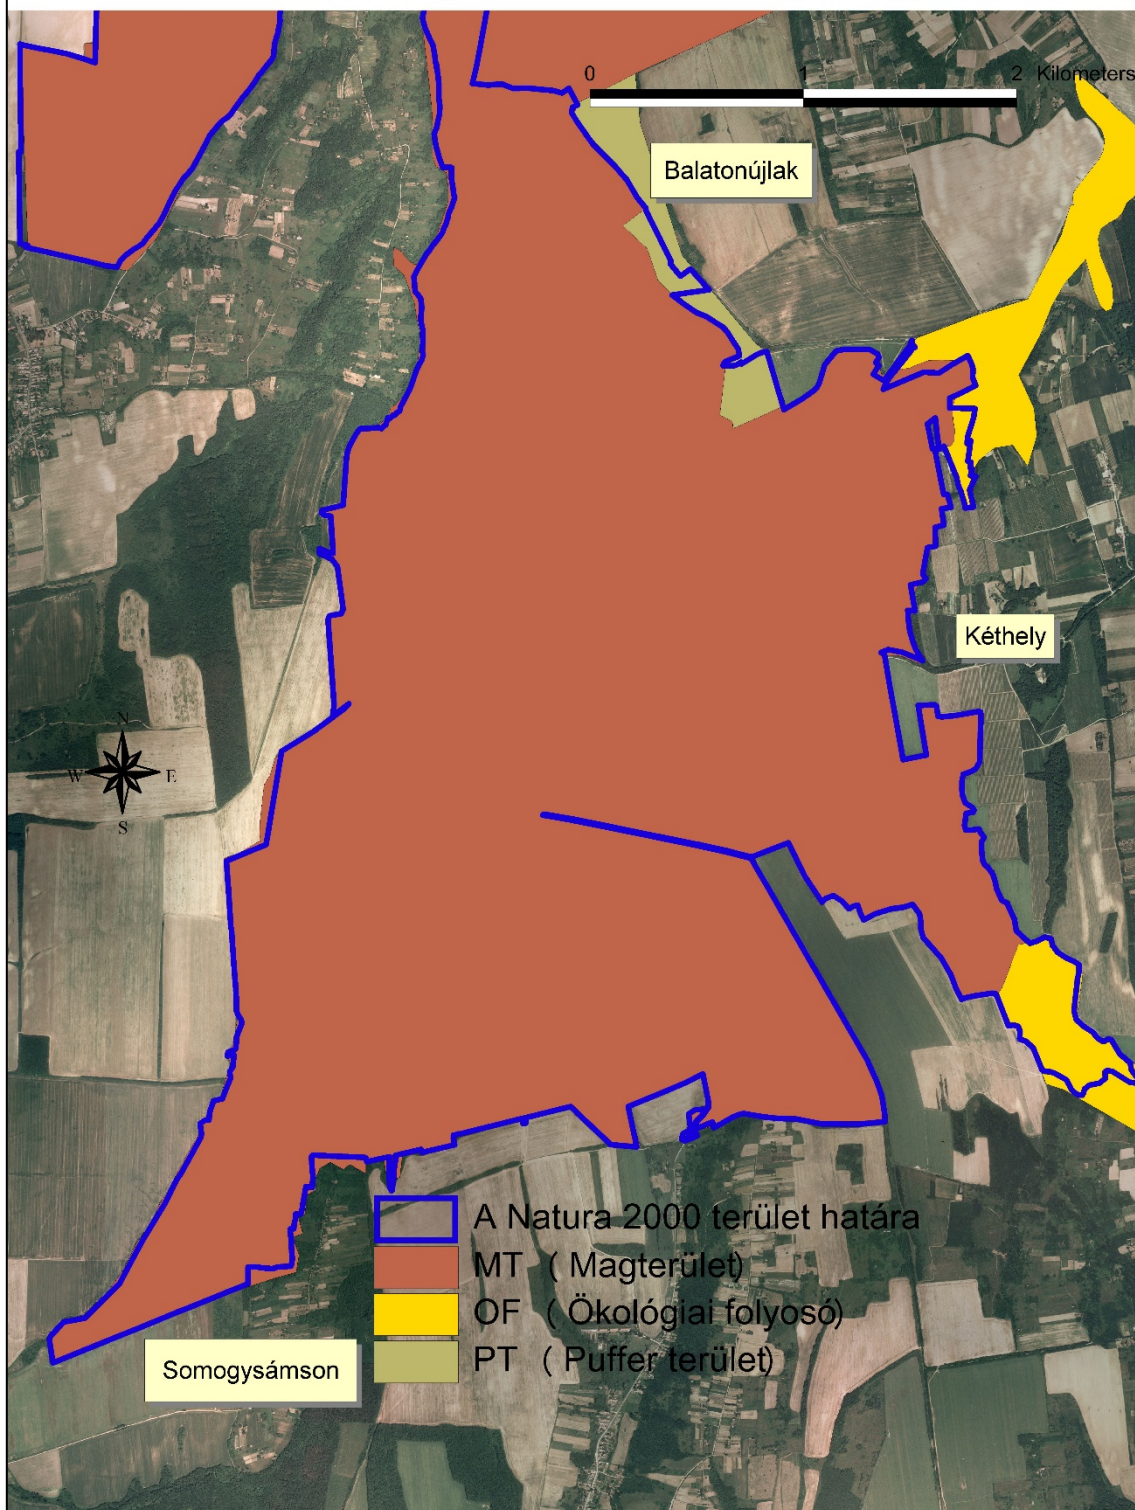 0 1 2 Kilometers
Balatonújlak
Kéthely
N
W E
S
A Natura 2000 terület határa
MT ( Magterület)
OF ( Ökológiai folyosó)
PT ( Puffer terület)
Somogysámson